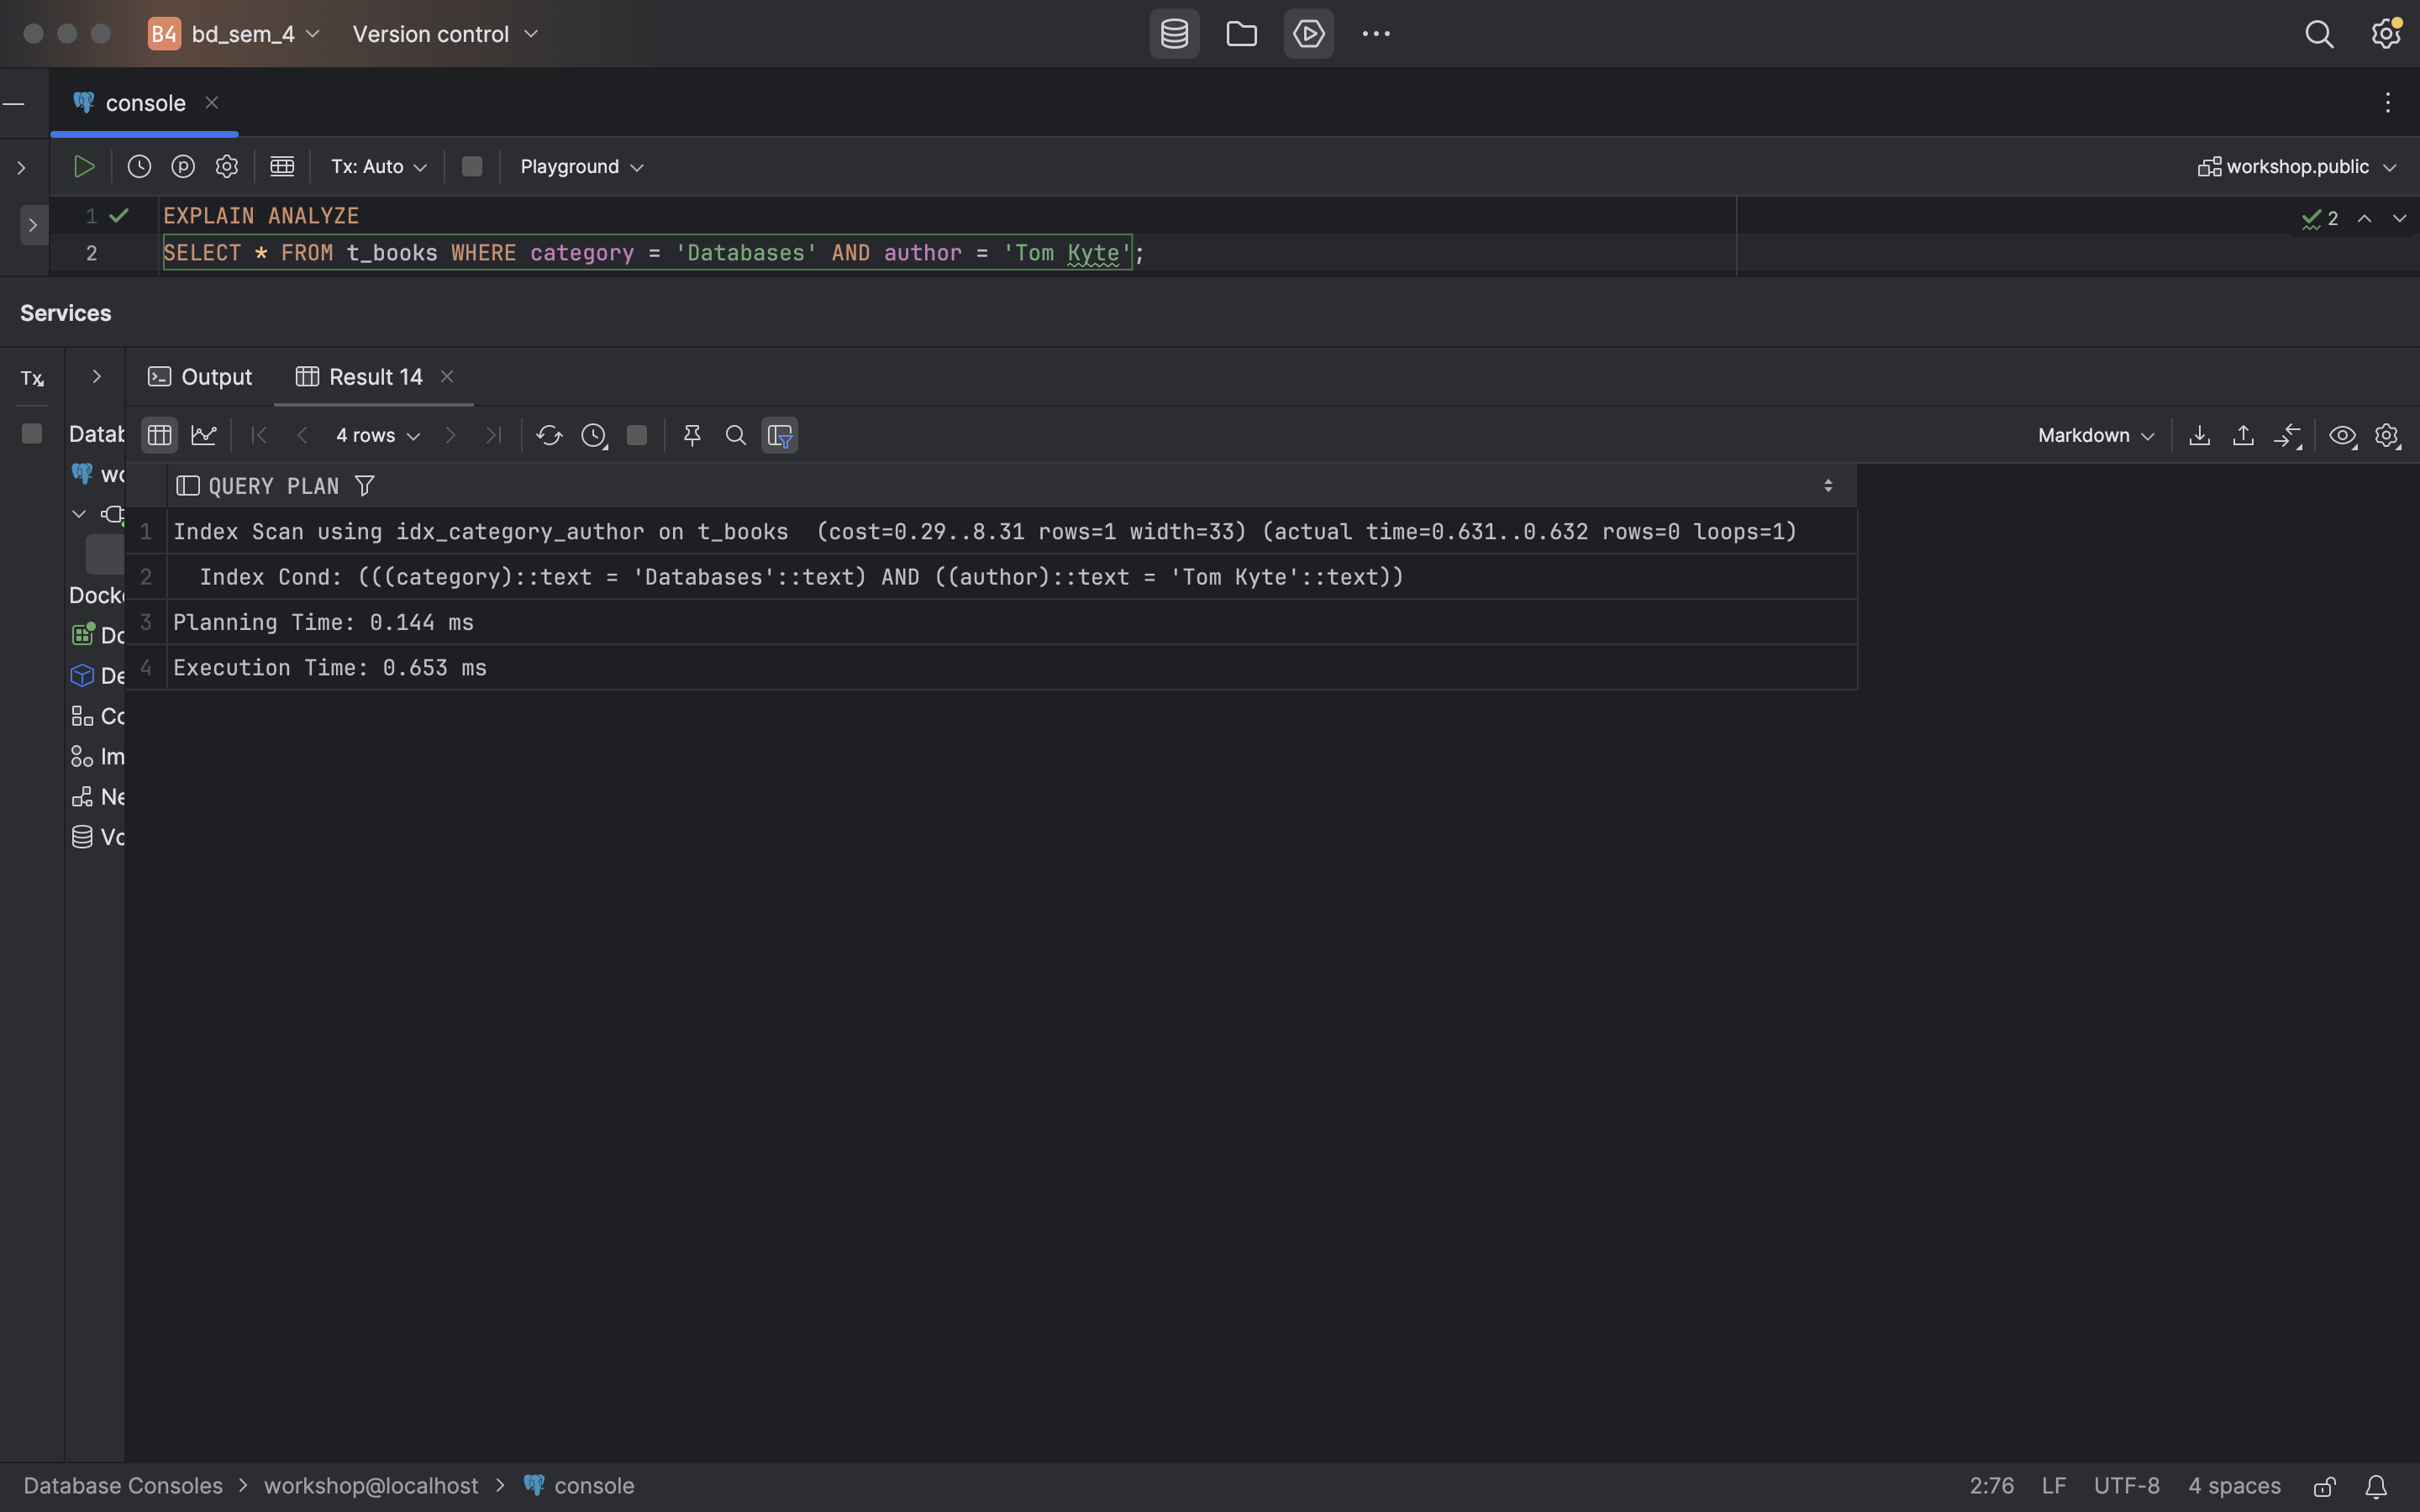 B4 bd_sem_4 Version control
console
Tx: Auto Playground workshop.public
1 EXPLAIN ANALYZE 2
2 SELECT * FROM t_books WHERE category = 'Databases' AND author = 'Tom Kyte';
Services
Tx Output Result 14
Datab 4 rows Markdown
QUERY PLAN
1 Index Scan using idx_category_author on t_books (cost=0.29..8.31 rows=1 width=33) (actual time=0.631..0.632 rows=0 loops=1)
2 Index Cond: (((category)::text = 'Databases'::text) AND ((author)::text = 'Tom Kyte'::text))
3 Planning Time: 0.144 ms
4 Execution Time: 0.653 ms
wo
Docke
Do
De
Co
Im
Ne
Vo
Database Consoles > workshop@localhost > console 2:76 LF UTF-8 4 spaces